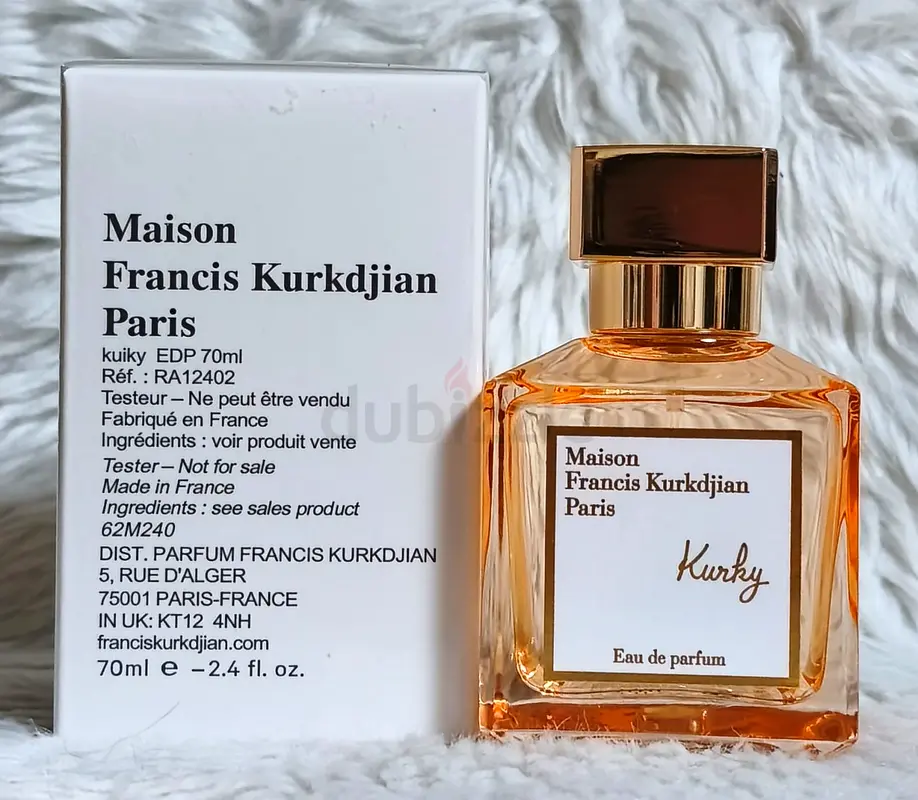 Maison
Francis Kurkdjian
Paris
kuiky EDP 70ml
Réf. : RA12402
Testeur – Ne peut être vendu
Fabriqué en France
Ingrédients : voir produit vente
Tester – Not for sale
Made in France
Ingredients : see sales product
62M240
DIST. PARFUM FRANCIS KURKDJIAN
5, RUE D'ALGER
75001 PARIS-FRANCE
IN UK: KT12 4NH
franciskurkdjian.com
70ml e –2.4 fl. oz.
Maison
Francis Kurkdjian
Paris
Kurky
Eau de parfum